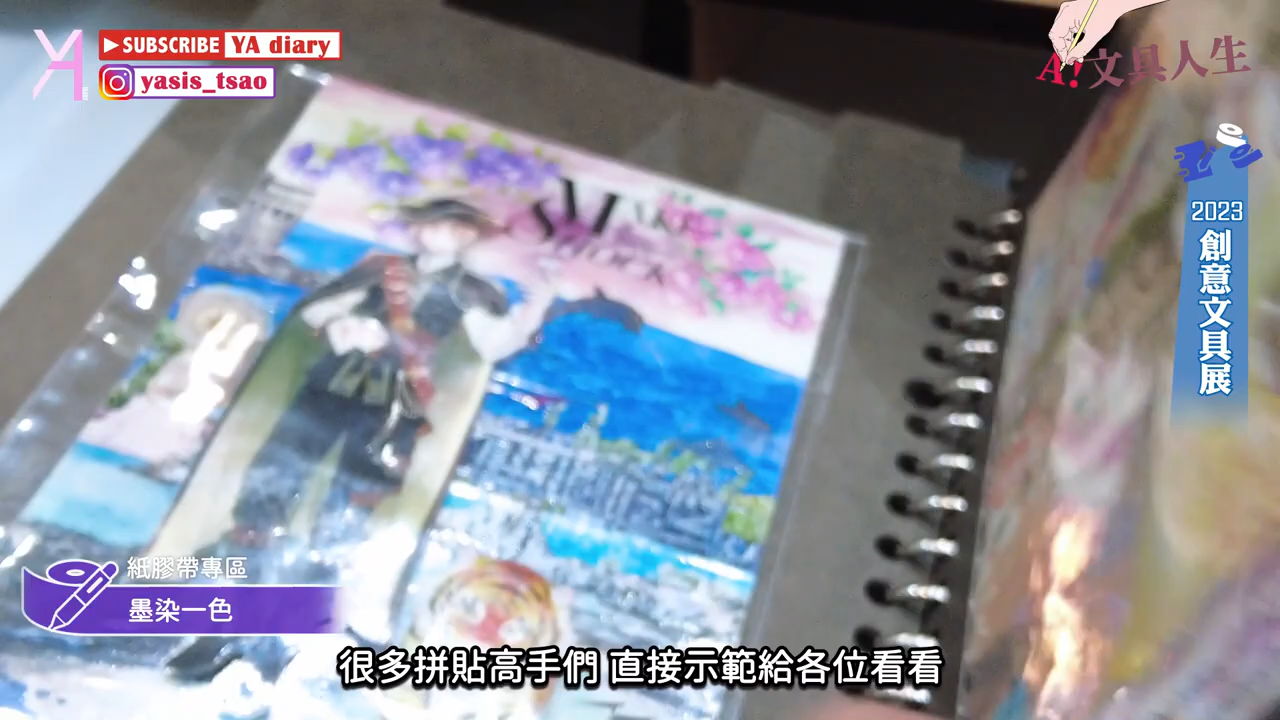 YA
SUBSCRIBE YA diary
yasis_tsao
A!文具人生
2023
創意文具展
紙膠帶專區
墨染一色
很多拼貼高手們 直接示範給各位看看